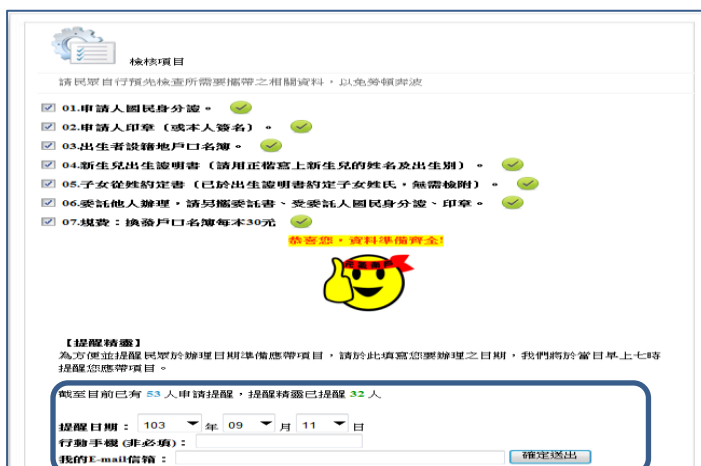 檢核項目
請民眾自行預先檢查所需要攜帶之相關資料，以免勞頓奔波
01.申請人國民身分證。
02.申請人印章（或本人簽名）。
03.出生者設籍地戶口名簿。
04.新生兒出生證明書（請用正楷寫上新生兒的姓名及出生別）。
05.子女從姓約定書（已於出生證明書約定子女姓氏，無需檢附）。
06.委託他人辦理，請另攜委託書、受委託人國民身分證、印章。
07.規費：換發戶口名簿每本30元
恭喜您，資料準備齊全!
【提醒精靈】
為方便並提醒民眾於辦理日期準備應帶項目，請於此填寫您要辦理之日期，我們將於當日早上七時
提醒您應帶項目。
截至目前已有 53 人申請提醒，提醒精靈已提醒 32 人
提醒日期： 103 年 09 月 11 日
行動手機 (非必填)：
我的E-mail信箱： 確定送出